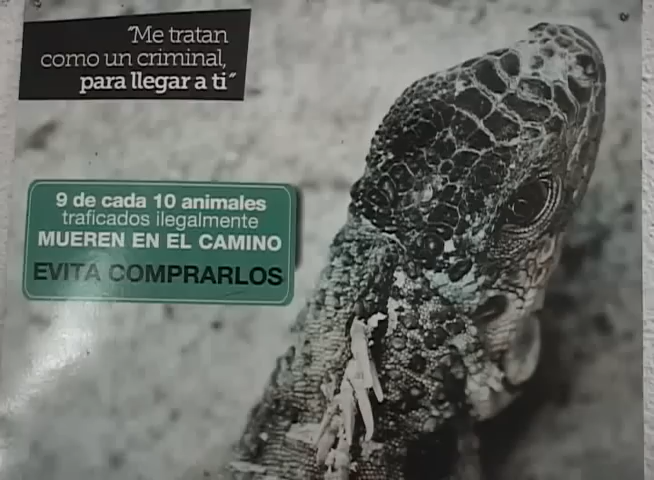 "Me tratan
como un criminal,
para llegar a ti"
9 de cada 10 animales
traficados ilegalmente
MUEREN EN EL CAMINO
EVITA COMPRARLOS